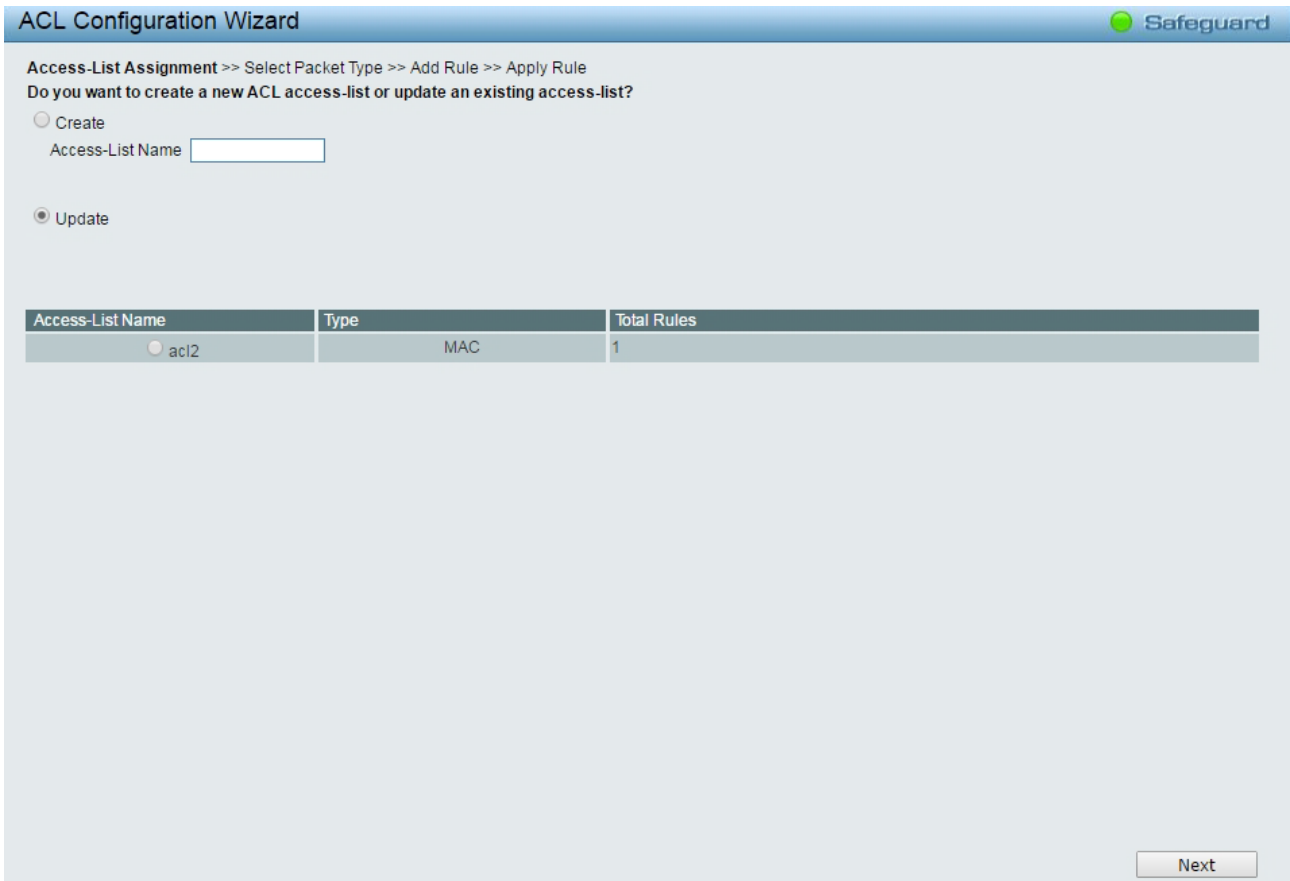 ACL Configuration Wizard
Safeguard
Access-List Assignment >> Select Packet Type >> Add Rule >> Apply Rule
Do you want to create a new ACL access-list or update an existing access-list?
Create
Access-List Name
Update
Access-List Name Type Total Rules
acl2 MAC 1
Next